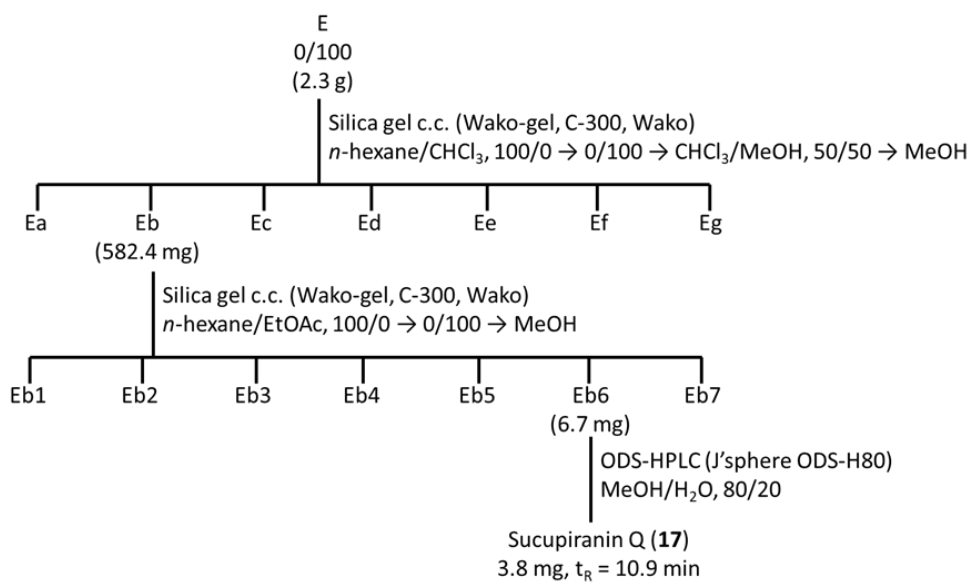 E
0/100
(2.3 g)
Silica gel c.c. (Wako-gel, C-300, Wako)
n-hexane/CHCl₃, 100/0 → 0/100 → CHCl₃/MeOH, 50/50 → MeOH
Ea Eb Ec Ed Ee Ef Eg
(582.4 mg)
Silica gel c.c. (Wako-gel, C-300, Wako)
n-hexane/EtOAc, 100/0 → 0/100 → MeOH
Eb1 Eb2 Eb3 Eb4 Eb5 Eb6 Eb7
(6.7 mg)
ODS-HPLC (J’sphere ODS-H80)
MeOH/H₂O, 80/20
Sucupiranin Q (17)
3.8 mg, tR = 10.9 min